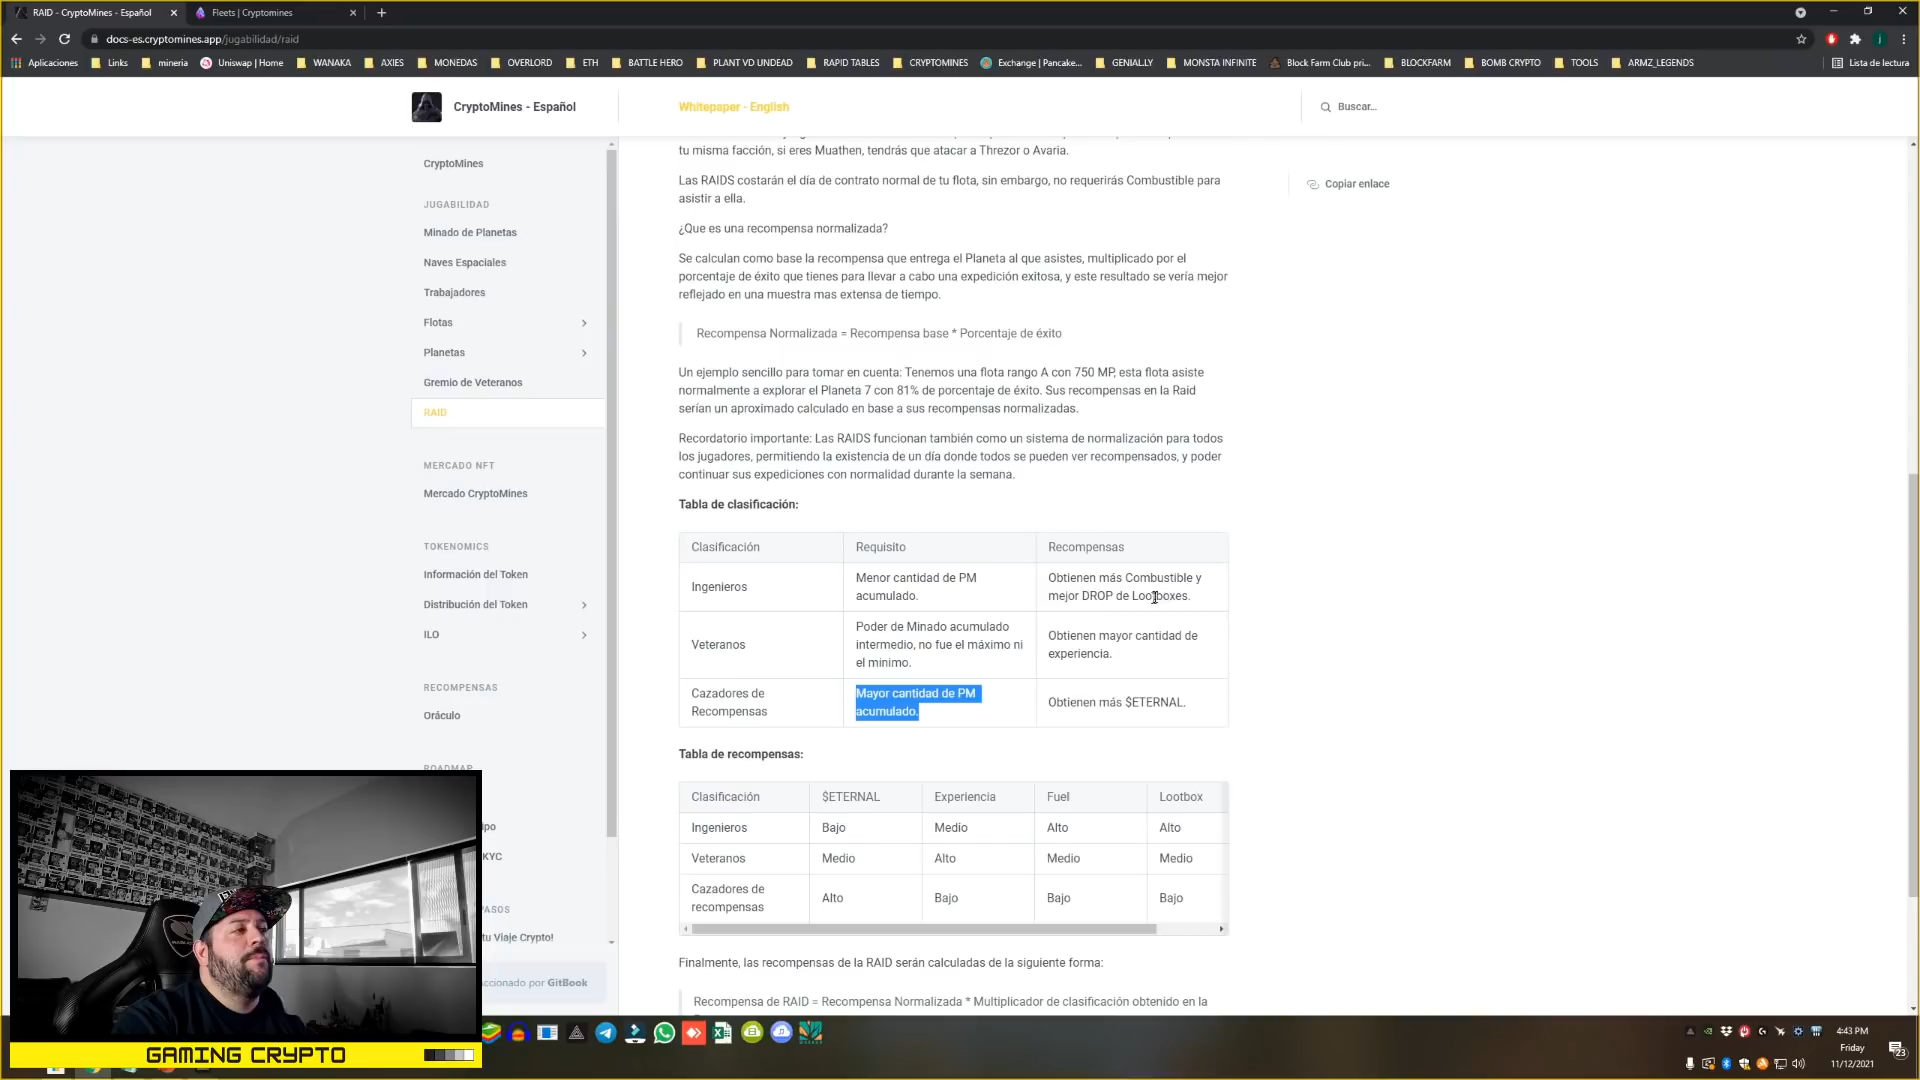 RAID - CryptoMines - Español
Fleets | Cryptomines
docs-es.cryptomines.app/jugabilidad/raid
Aplicaciones
Links
mineria
Uniswap | Home
WANAKA
AXIES
MONEDAS
OVERLORD
ETH
BATTLE HERO
PLANT VD UNDEAD
RAPID TABLES
CRYPTOMINES
Exchange | Pancake...
GENIALLY
MONSTA INFINITE
Block Farm Club pri...
BLOCKFARM
BOMB CRYPTO
TOOLS
ARMZ_LEGENDS
Lista de lectura
CryptoMines - Español
Whitepaper - English
Buscar...
CryptoMines
JUGABILIDAD
Minado de Planetas
Naves Espaciales
Trabajadores
Flotas
Planetas
Gremio de Veteranos
RAID
MERCADO NFT
Mercado CryptoMines
TOKENOMICS
Información del Token
Distribución del Token
ILO
RECOMPENSAS
Oráculo
ROADMAP
ipo
KYC
PASOS
tu Viaje Crypto!
ccionado por GitBook
tu misma facción, si eres Muathen, tendrás que atacar a Threzor o Avaria.
Las RAIDS costarán el día de contrato normal de tu flota, sin embargo, no requerirás Combustible para
asistir a ella.
¿Que es una recompensa normalizada?
Se calculan como base la recompensa que entrega el Planeta al que asistes, multiplicado por el
porcentaje de éxito que tienes para llevar a cabo una expedición exitosa, y este resultado se vería mejor
reflejado en una muestra mas extensa de tiempo.
Recompensa Normalizada = Recompensa base * Porcentaje de éxito
Un ejemplo sencillo para tomar en cuenta: Tenemos una flota rango A con 750 MP, esta flota asiste
normalmente a explorar el Planeta 7 con 81% de porcentaje de éxito. Sus recompensas en la Raid
serían un aproximado calculado en base a sus recompensas normalizadas.
Recordatorio importante: Las RAIDS funcionan también como un sistema de normalización para todos
los jugadores, permitiendo la existencia de un día donde todos se pueden ver recompensados, y poder
continuar sus expediciones con normalidad durante la semana.
Tabla de clasificación:
Clasificación Requisito Recompensas
Ingenieros
Menor cantidad de PM
acumulado.
Obtienen más Combustible y
mejor DROP de Lootboxes.
Veteranos
Poder de Minado acumulado
intermedio, no fue el máximo ni
el minimo.
Obtienen mayor cantidad de
experiencia.
Cazadores de
Recompensas
Mayor cantidad de PM
acumulado.
Obtienen más $ETERNAL.
Tabla de recompensas:
Clasificación $ETERNAL Experiencia Fuel Lootbox
Ingenieros Bajo Medio Alto Alto
Veteranos Medio Alto Medio Medio
Cazadores de
recompensas
Alto Bajo Bajo Bajo
Finalmente, las recompensas de la RAID serán calculadas de la siguiente forma:
Recompensa de RAID = Recompensa Normalizada * Multiplicador de clasificación obtenido en la
Copiar enlace
GAMING CRYPTO
4:43 PM
Friday
11/12/2021
23